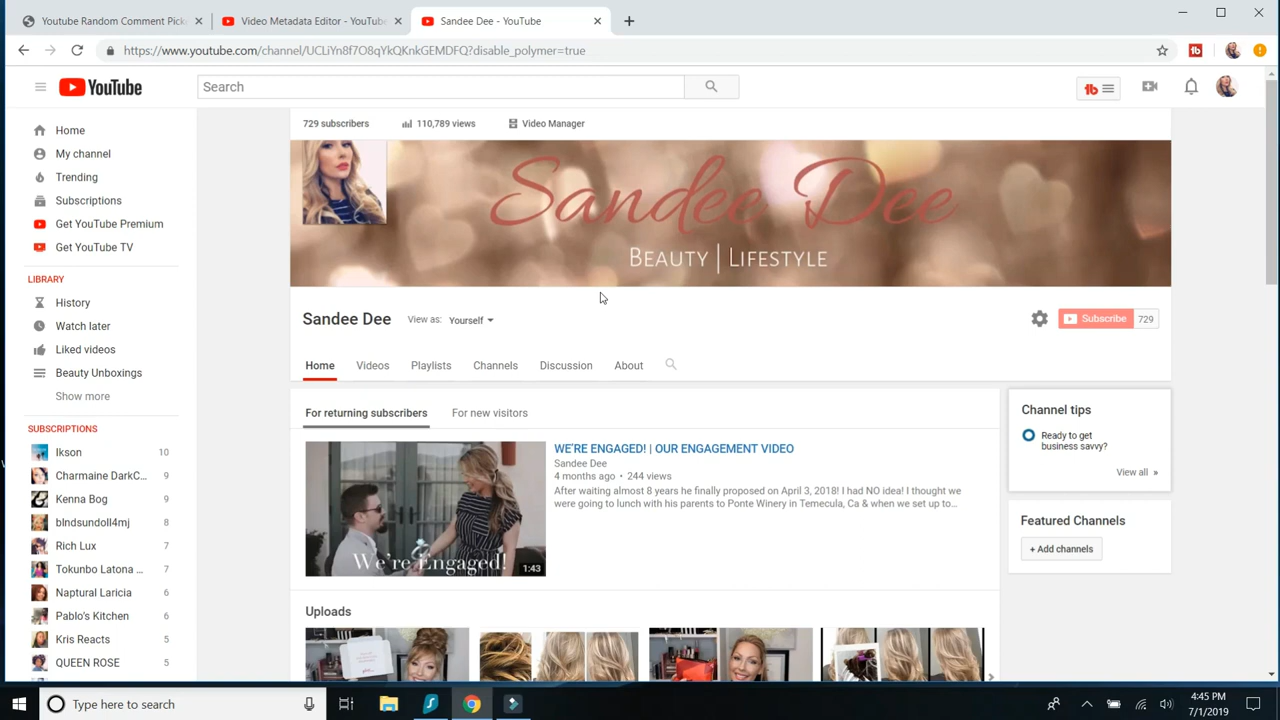 Youtube Random Comment Pick
Video Metadata Editor - YouTube
Sandee Dee - YouTube
https://www.youtube.com/channel/UCLiYn8f7O8qYkQKnkGEMDFQ?disable_polymer=true
YouTube
Search
Home
My channel
Trending
Subscriptions
Get YouTube Premium
Get YouTube TV
LIBRARY
History
Watch later
Liked videos
Beauty Unboxings
Show more
SUBSCRIPTIONS
Ikson 10
Charmaine DarkC... 9
Kenna Bog 9
blndsundoll4mj 8
Rich Lux 7
Tokunbo Latona ... 7
Naptural Laricia 6
Pablo's Kitchen 6
Kris Reacts 5
QUEEN ROSE 5
729 subscribers 110,789 views Video Manager
Sandee Dee
BEAUTY | LIFESTYLE
Sandee Dee View as: Yourself
Subscribe 729
Home Videos Playlists Channels Discussion About
For returning subscribers For new visitors
WE'RE ENGAGED! | OUR ENGAGEMENT VIDEO
Sandee Dee
4 months ago • 244 views
After waiting almost 8 years he finally proposed on April 3, 2018! I had NO idea! I thought we
were going to lunch with his parents to Ponte Winery in Temecula, Ca & when we set up to...
We're Engaged!
1:43
Uploads
Channel tips
Ready to get
business savvy?
View all »
Featured Channels
+ Add channels
Type here to search
4:45 PM
7/1/2019